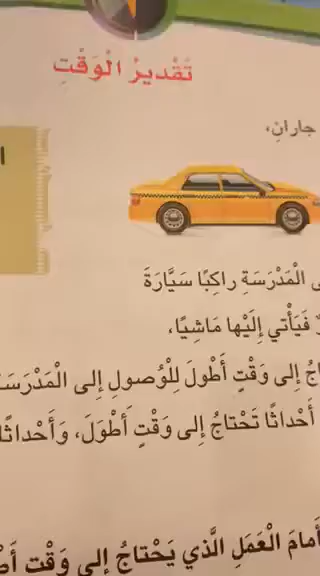 تَقْديرُ الْوَقْتِ
جارانِ،
الْمَدْرَسَةِ راكِبًا سَيَّارَةَ
فَيَأْتي إِلَيْها ماشِيًا،
إِلى وَقْتٍ أَطْولَ لِلْوُصولِ إِلى الْمَدْرَسَ
أَحْداثًا تَحْتاجُ إِلى وَقْتٍ أَطْوَلَ، وَأَحْداثًا
أَمامَ الْعَمَلِ الَّذي يَحْتاجُ إِلى وَقْت